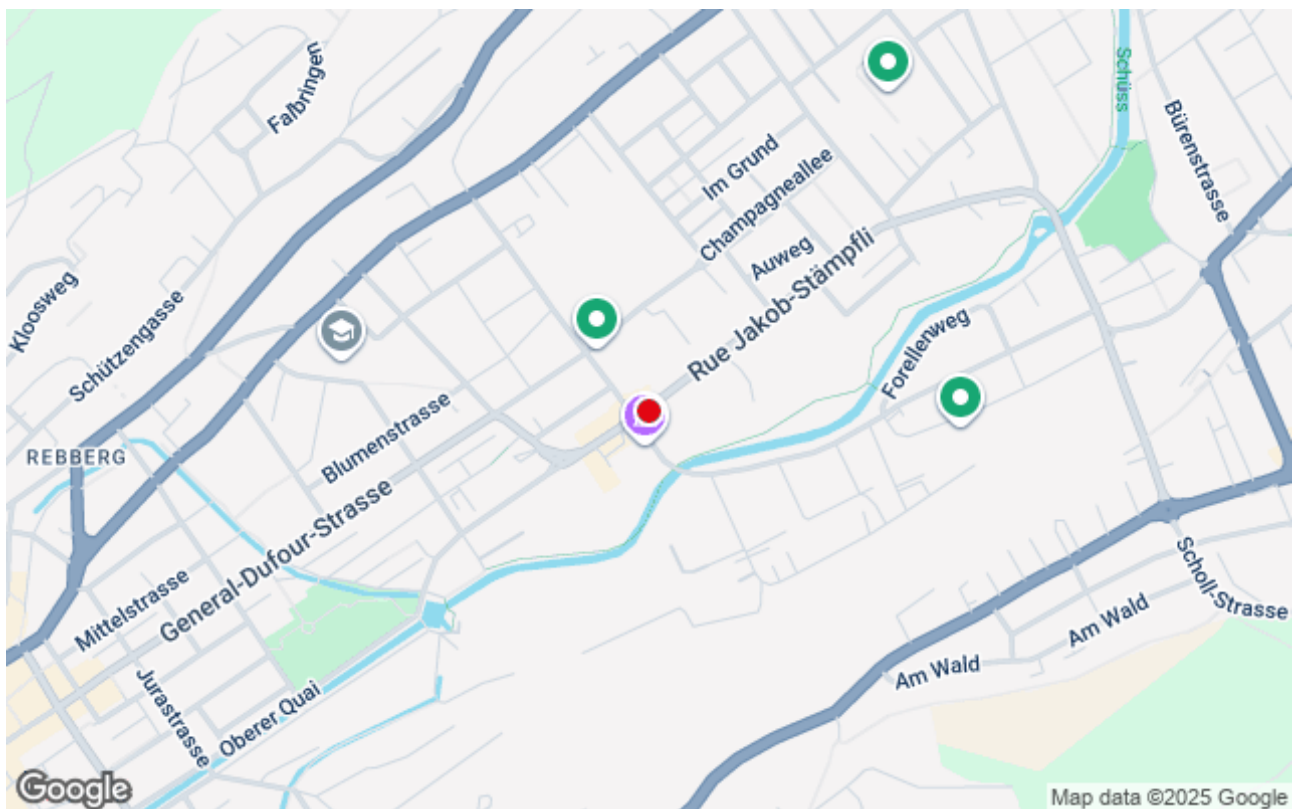 Falbringen
Schüss
Bürenstrasse
Im Grund
Champagneallee
Auweg
Rue Jakob-Stämpfli
Kloosweg
Schützengasse
Forellenweg
Blumenstrasse
REBBERG
General-Dufour-Strasse
Mittelstrasse
Scholl-Strasse
Am Wald
Am Wald
Jurastrasse
Oberer Quai
Google
Map data ©2025 Google